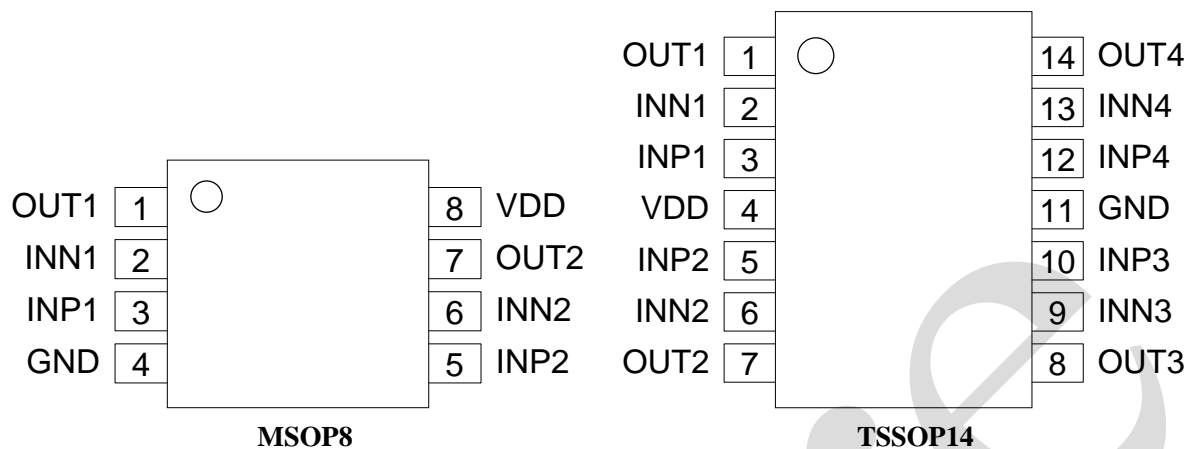 OUT1 1 8 VDD
INN1 2 7 OUT2
INP1 3 6 INN2
GND 4 5 INP2
MSOP8
OUT1 1 14 OUT4
INN1 2 13 INN4
INP1 3 12 INP4
VDD 4 11 GND
INP2 5 10 INP3
INN2 6 9 INN3
OUT2 7 8 OUT3
TSSOP14